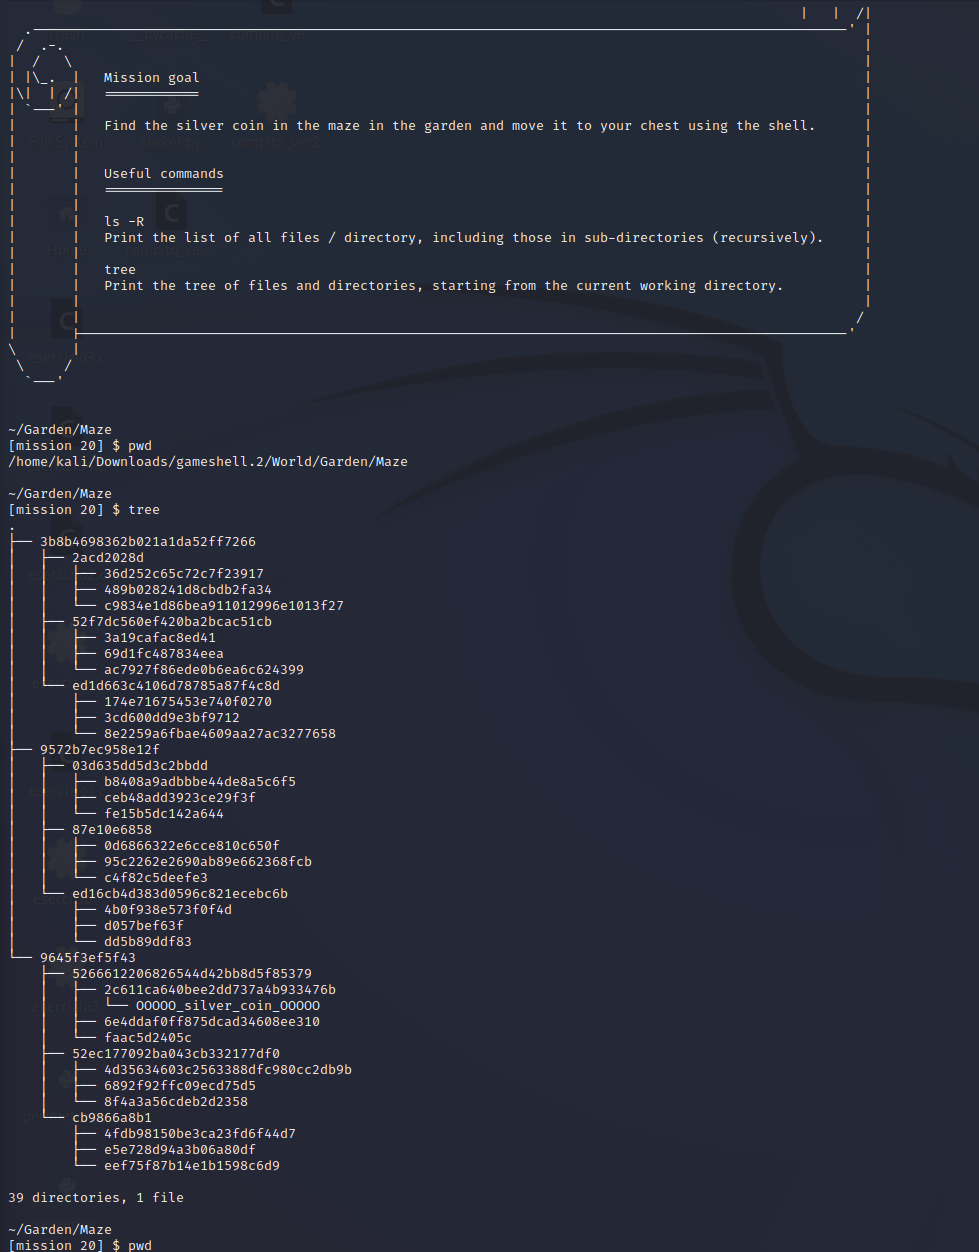 Mission goal
============
Find the silver coin in the maze in the garden and move it to your chest using the shell.
Useful commands
===============
ls -R
Print the list of all files / directory, including those in sub-directories (recursively).
tree
Print the tree of files and directories, starting from the current working directory.
~/Garden/Maze
[mission 20] $ pwd
/home/kali/Downloads/gameshell.2/World/Garden/Maze
~/Garden/Maze
[mission 20] $ tree
.
├── 3b8b4698362b021a1da52ff7266
│   ├── 2acd2028d
│   │   ├── 36d252c65c72c7f23917
│   │   ├── 489b028241d8cbdb2fa34
│   │   └── c9834e1d86bea911012996e1013f27
│   ├── 52f7dc560ef420ba2bcac51cb
│   │   ├── 3a19cafac8ed41
│   │   ├── 69d1fc487834eea
│   │   └── ac7927f86ede0b6ea6c624399
│   └── ed1d663c4106d78785a87f4c8d
│       ├── 174e71675453e740f0270
│       ├── 3cd600dd9e3bf9712
│       └── 8e2259a6fbae4609aa27ac3277658
├── 9572b7ec958e12f
│   ├── 03d635dd5d3c2bbdd
│   │   ├── b8408a9adbbbe44de8a5c6f5
│   │   ├── ceb48add3923ce29f3f
│   │   └── fe15b5dc142a644
│   ├── 87e10e6858
│   │   ├── 0d6866322e6cce810c650f
│   │   ├── 95c2262e2690ab89e662368fcb
│   │   └── c4f82c5deefe3
│   └── ed16cb4d383d0596c821ecebc6b
│       ├── 4b0f938e573f0f4d
│       ├── d057bef63f
│       └── dd5b89ddf83
└── 9645f3ef5f43
    ├── 5266612206826544d42bb8d5f85379
    │   ├── 2c611ca640bee2dd737a4b933476b
    │   │   └── OOOOO_silver_coin_OOOOO
    │   ├── 6e4ddaf0ff875dcad34608ee310
    │   └── faac5d2405c
    ├── 52ec177092ba043cb332177df0
    │   ├── 4d35634603c2563388dfc980cc2db9b
    │   ├── 6892f92ffc09ecd75d5
    │   └── 8f4a3a56cdeb2d2358
    └── cb9866a8b1
        ├── 4fdb98150be3ca23fd6f44d7
        ├── e5e728d94a3b06a80df
        └── eef75f87b14e1b1598c6d9
39 directories, 1 file
~/Garden/Maze
[mission 20] $ pwd